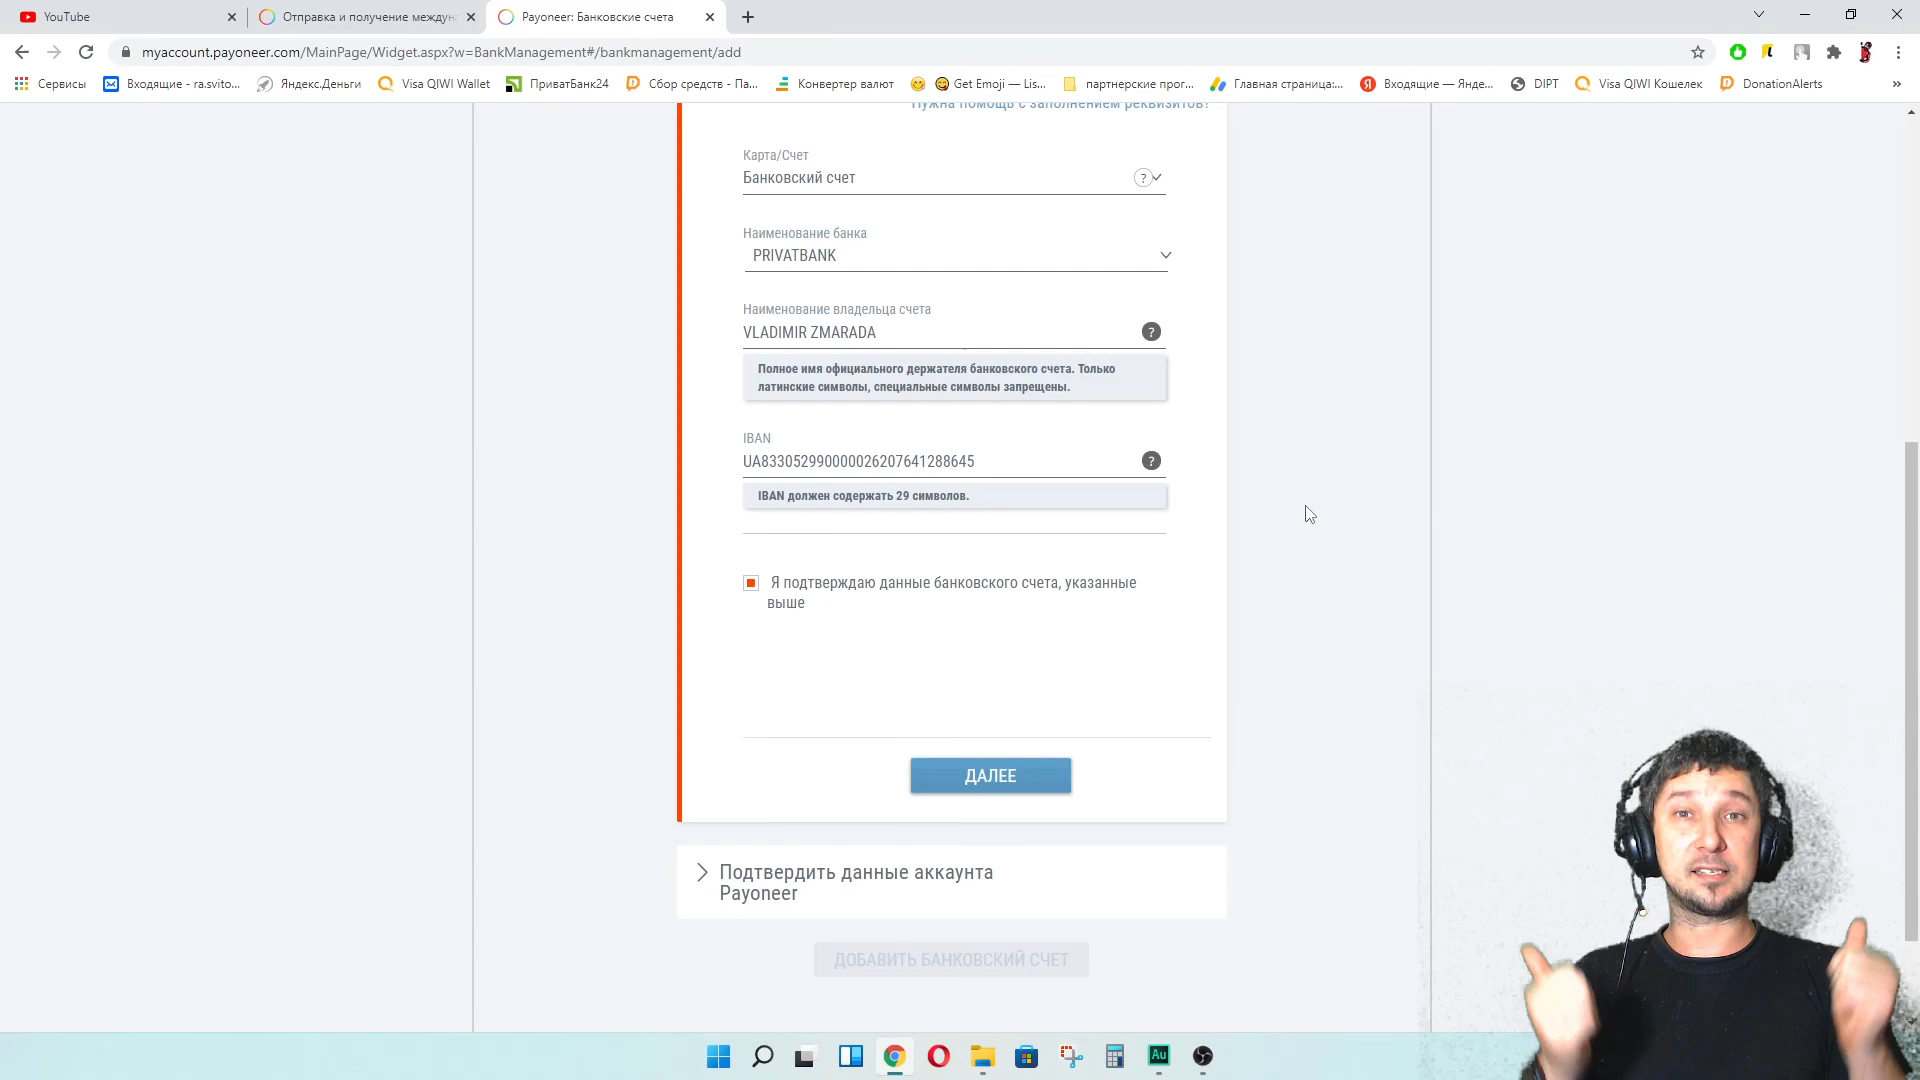 YouTube
Отправка и получение междун
Payoneer: Банковские счета
myaccount.payoneer.com/MainPage/Widget.aspx?w=BankManagement#/bankmanagement/add
Сервисы
Входящие - ra.svito...
Яндекс.Деньги
Visa QIWI Wallet
ПриватБанк24
Сбор средств - Па...
Конвертер валют
Get Emoji — Lis...
партнерские прог...
Главная страница:...
Входящие — Янде...
DIPT
Visa QIWI Кошелек
DonationAlerts
»
Нужна помощь с заполнением реквизитов?
Карта/Счет
Банковский счет
?
Наименование банка
PRIVATBANK
Наименование владельца счета
VLADIMIR ZMARADA
?
Полное имя официального держателя банковского счета. Только
латинские символы, специальные символы запрещены.
IBAN
UA833052990000026207641288645
?
IBAN должен содержать 29 символов.
Я подтверждаю данные банковского счета, указанные
выше
ДАЛЕЕ
Подтвердить данные аккаунта
Payoneer
ДОБАВИТЬ БАНКОВСКИЙ СЧЕТ
Au